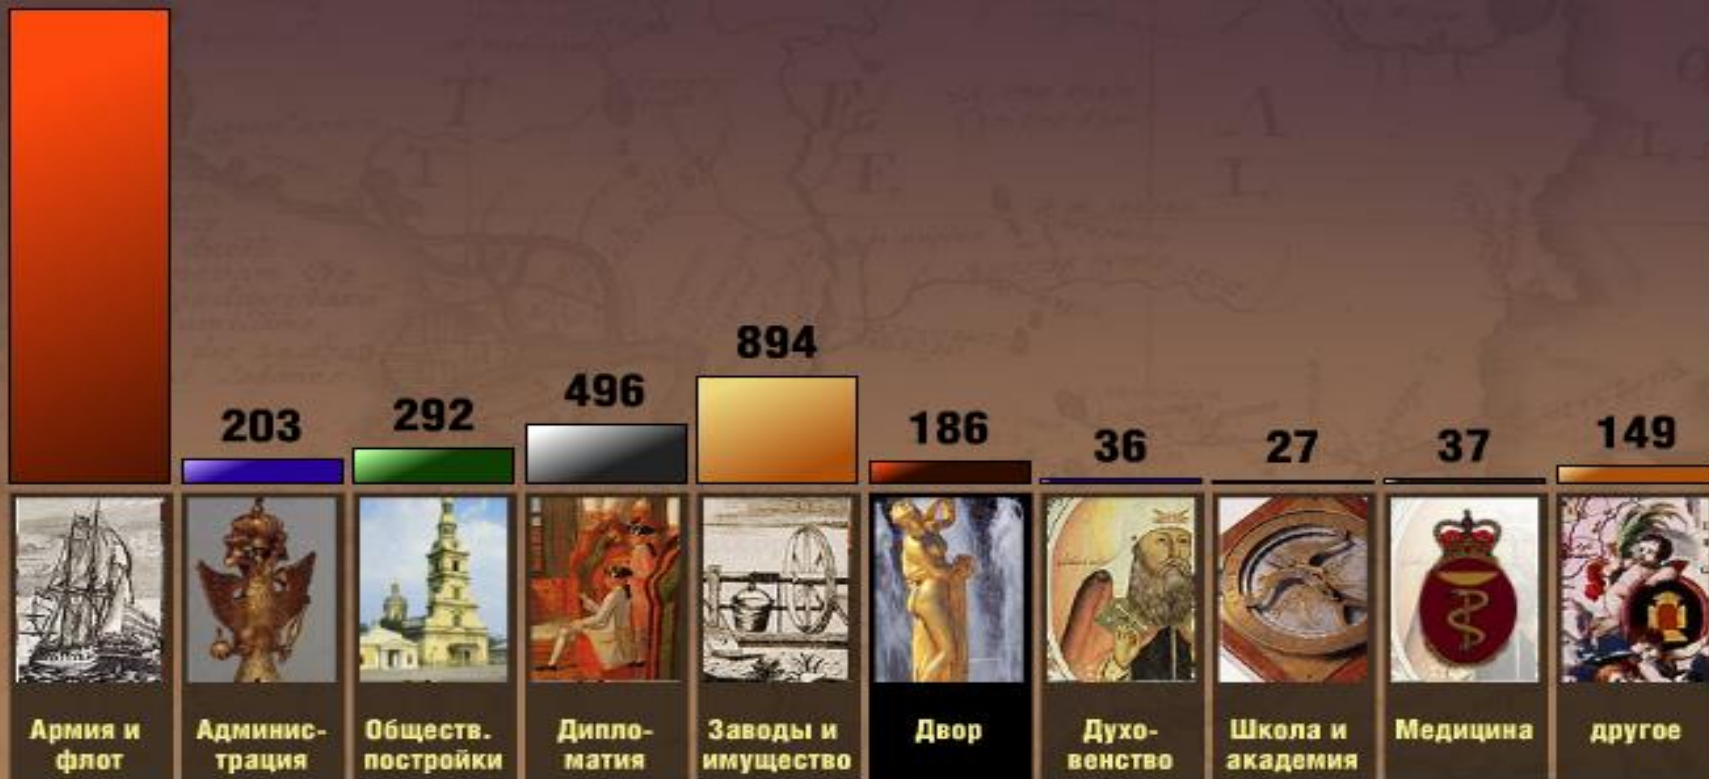 894
496
203
292
186
36
27
37
149
Армия и
флот
Админис-
трация
Обществ.
постройки
Дипло-
матия
Заводы и
имущество
Двор
Духо-
венство
Школа и
академия
Медицина
другое